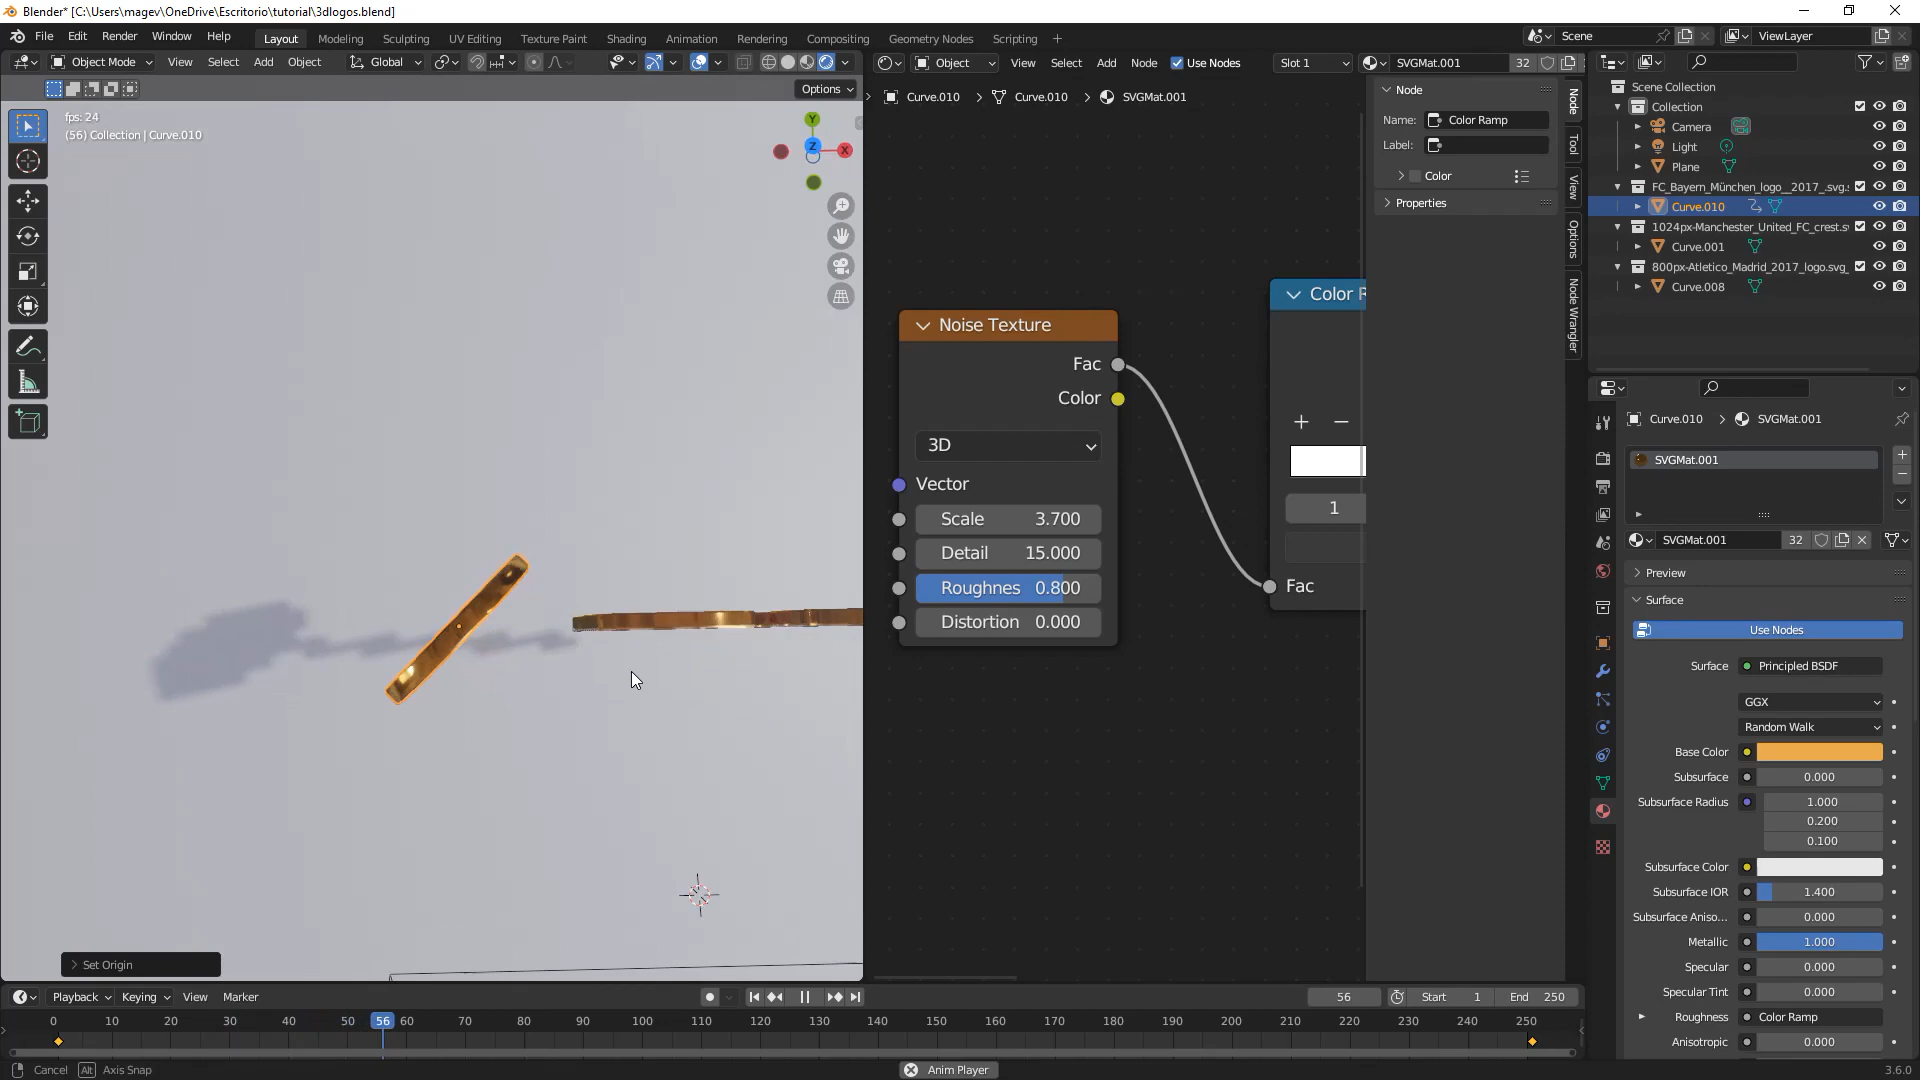 Blender* [C:\Users\magev\OneDrive\Escritorio\tutorial\3dlogos.blend]
File Edit Render Window Help
Layout Modeling Sculpting UV Editing Texture Paint Shading Animation Rendering Compositing Geometry Nodes Scripting +
Scene ViewLayer
Object Mode View Select Add Object Global
Object View Select Add Node Use Nodes Slot 1 SVGMat.001 32
Options
Curve.010 > Curve.010 > SVGMat.001
fps: 24
(56) Collection | Curve.010
Y
Z
X
Noise Texture
Fac
Color
3D
Vector
Scale 3.700
Detail 15.000
Roughnes 0.800
Distortion 0.000
Color R
+ −
1
Fac
Node
Name: Color Ramp
Label:
Color
Properties
Node
Tool
View
Options
Node Wrangler
Scene Collection
Collection
Camera
Light
Plane
FC_Bayern_München_logo__2017_.svg.s
Curve.010
1024px-Manchester_United_FC_crest.sv
Curve.001
800px-Atletico_Madrid_2017_logo.svg_
Curve.008
Curve.010 > SVGMat.001
SVGMat.001
SVGMat.001 32
Preview
Surface
Use Nodes
Surface Principled BSDF
GGX
Random Walk
Base Color
Subsurface 0.000
Subsurface Radius 1.000
0.200
0.100
Subsurface Color
Subsurface IOR 1.400
Subsurface Aniso... 0.000
Metallic 1.000
Specular 0.000
Specular Tint 0.000
Roughness Color Ramp
Anisotropic 0.000
Set Origin
Playback Keying View Marker
56 Start 1 End 250
0 10 20 30 40 50 56 60 70 80 90 100 110 120 130 140 150 160 170 180 190 200 210 220 230 240 250
Cancel Alt Axis Snap
Anim Player
3.6.0